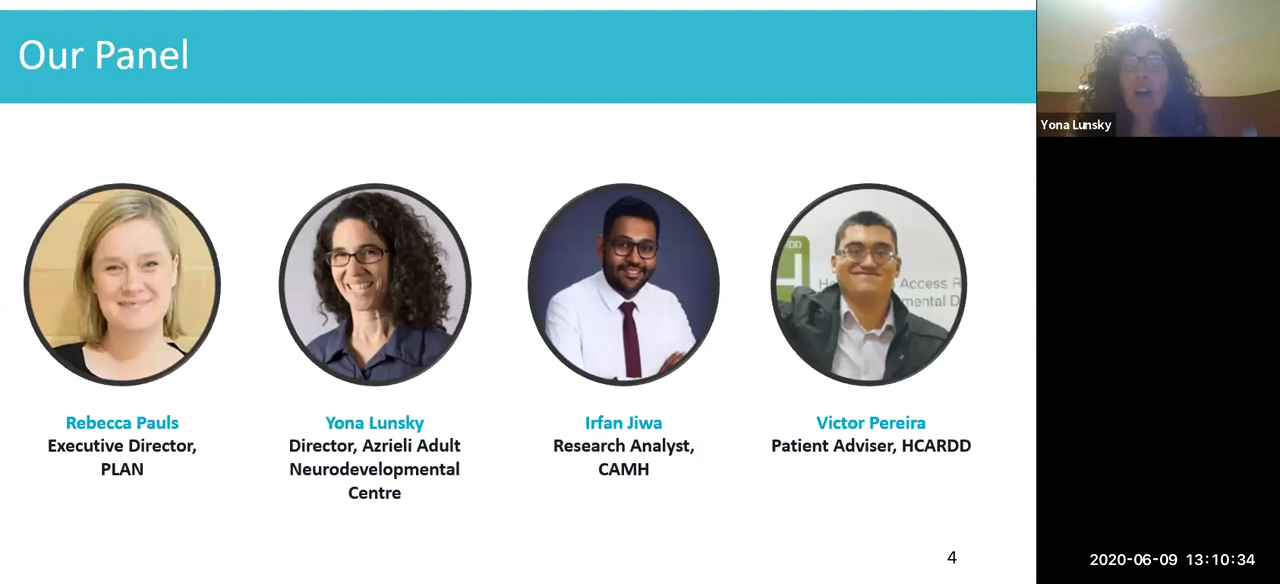 Our Panel
Yona Lunsky
Rebecca Pauls
Executive Director,
PLAN
Yona Lunsky
Director, Azrieli Adult
Neurodevelopmental
Centre
Irfan Jiwa
Research Analyst,
CAMH
Victor Pereira
Patient Adviser, HCARDD
4
2020-06-09 13:10:34